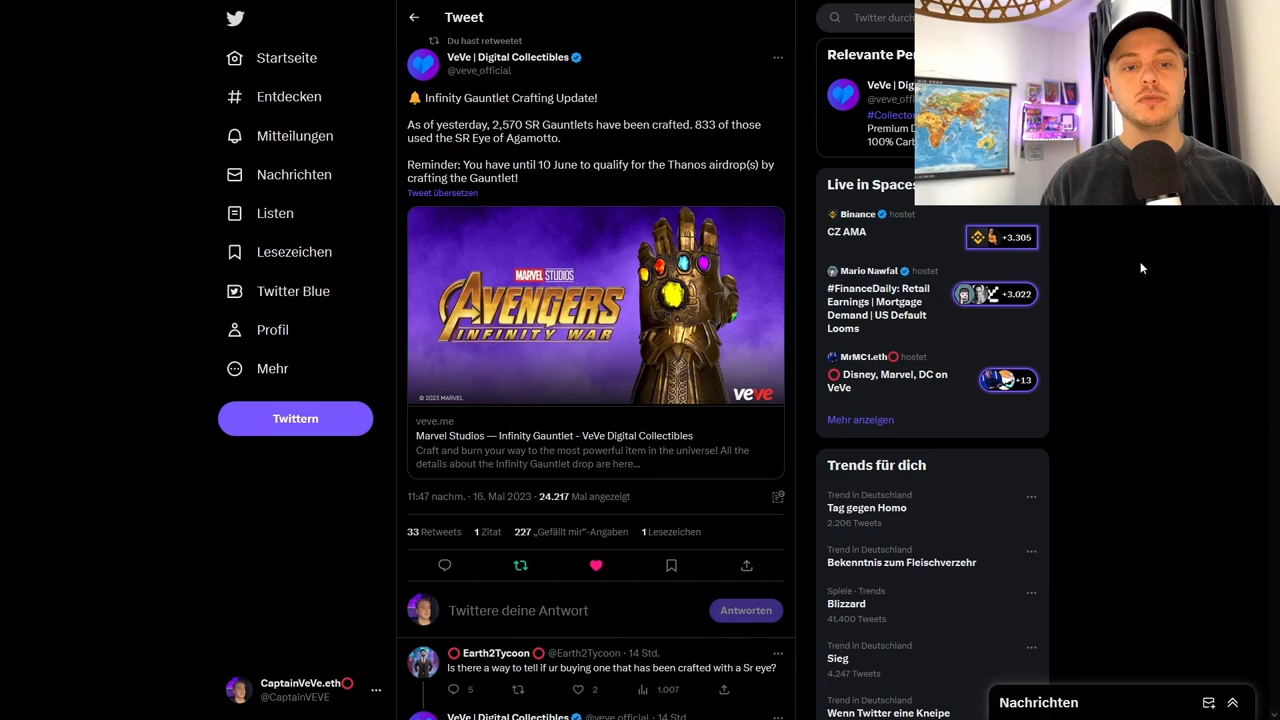 Startseite
Entdecken
Mitteilungen
Nachrichten
Listen
Lesezeichen
Twitter Blue
Profil
Mehr
Twittern
CaptainVeVe.eth
@CaptainVEVE
Tweet
Du hast retweetet
VeVe | Digital Collectibles
@veve_official
Infinity Gauntlet Crafting Update!
As of yesterday, 2,570 SR Gauntlets have been crafted. 833 of those
used the SR Eye of Agamotto.
Reminder: You have until 10 June to qualify for the Thanos airdrop(s) by
crafting the Gauntlet!
Tweet übersetzen
MARVEL STUDIOS
AVENGERS
INFINITY WAR
© 2023 MARVEL
veve
veve.me
Marvel Studios — Infinity Gauntlet - VeVe Digital Collectibles
Craft and burn your way to the most powerful item in the universe! All the
details about the Infinity Gauntlet drop are here...
11:47 nachm. · 16. Mai 2023 · 24.217 Mal angezeigt
33 Retweets 1 Zitat 227 „Gefällt mir“-Angaben 1 Lesezeichen
Twittere deine Antwort
Antworten
Earth2Tycoon @Earth2Tycoon · 14 Std.
Is there a way to tell if ur buying one that has been crafted with a Sr eye?
5 2 1.007
VeVe | Digital Collectibles @veve_official · 14 Std.
Twitter durch
Relevante Pe
VeVe | Dig
@veve_offi
#Collector
Premium D
100% Carb
Live in Spaces
Binance hostet
CZ AMA
+3.305
Mario Nawfal hostet
#FinanceDaily: Retail
Earnings | Mortgage
Demand | US Default
Looms
+3.022
MrMC1.eth hostet
Disney, Marvel, DC on
VeVe
+13
Mehr anzeigen
Trends für dich
Trend in Deutschland
Tag gegen Homo
2.206 Tweets
Trend in Deutschland
Bekenntnis zum Fleischverzehr
Spiele · Trends
Blizzard
41.400 Tweets
Trend in Deutschland
Sieg
4.247 Tweets
Trend in Deutschland
Wenn Twitter eine Kneipe
Nachrichten